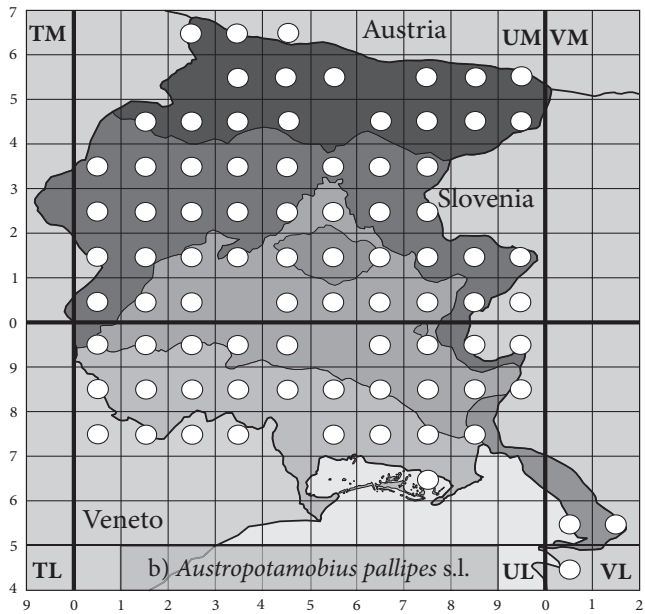 7
TM
Austria
UM VM
6
5
4
3
Slovenia
2
1
0
9
8
7
6
Veneto
5
TL
b) Austropotamobius pallipes s.l.
UL
VL
4
9 0 1 2 3 4 5 6 7 8 9 0 1 2